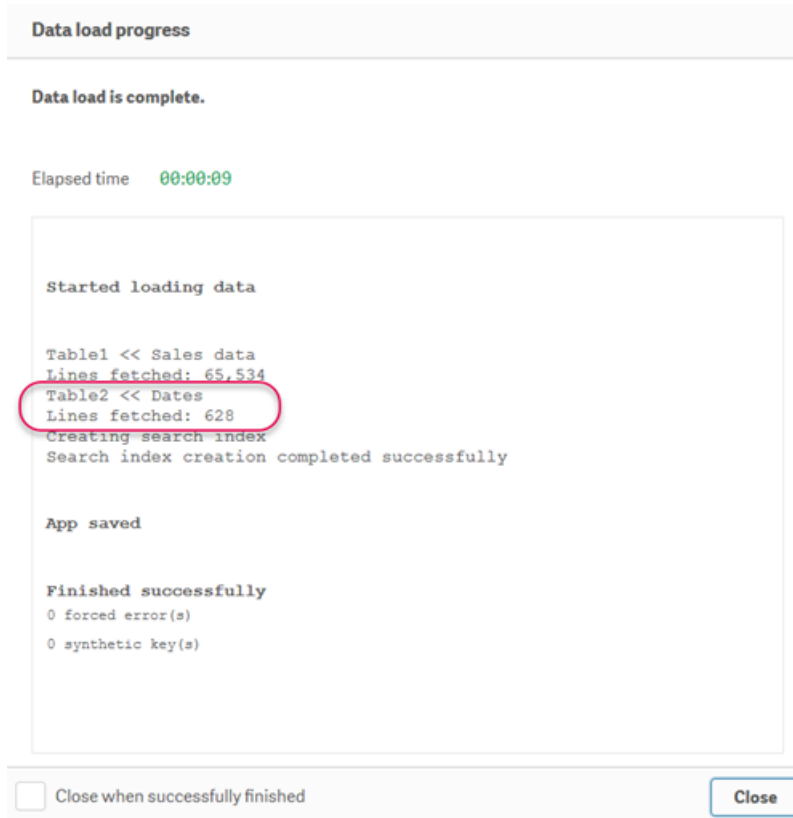 Data load progress
Data load is complete.
Elapsed time 00:00:09
Started loading data
Table1 << Sales data
Lines fetched: 65,534
Table2 << Dates
Lines fetched: 628
Creating search index
Search index creation completed successfully
App saved
Finished successfully
0 forced error(s)
0 synthetic key(s)
Close when successfully finished
Close